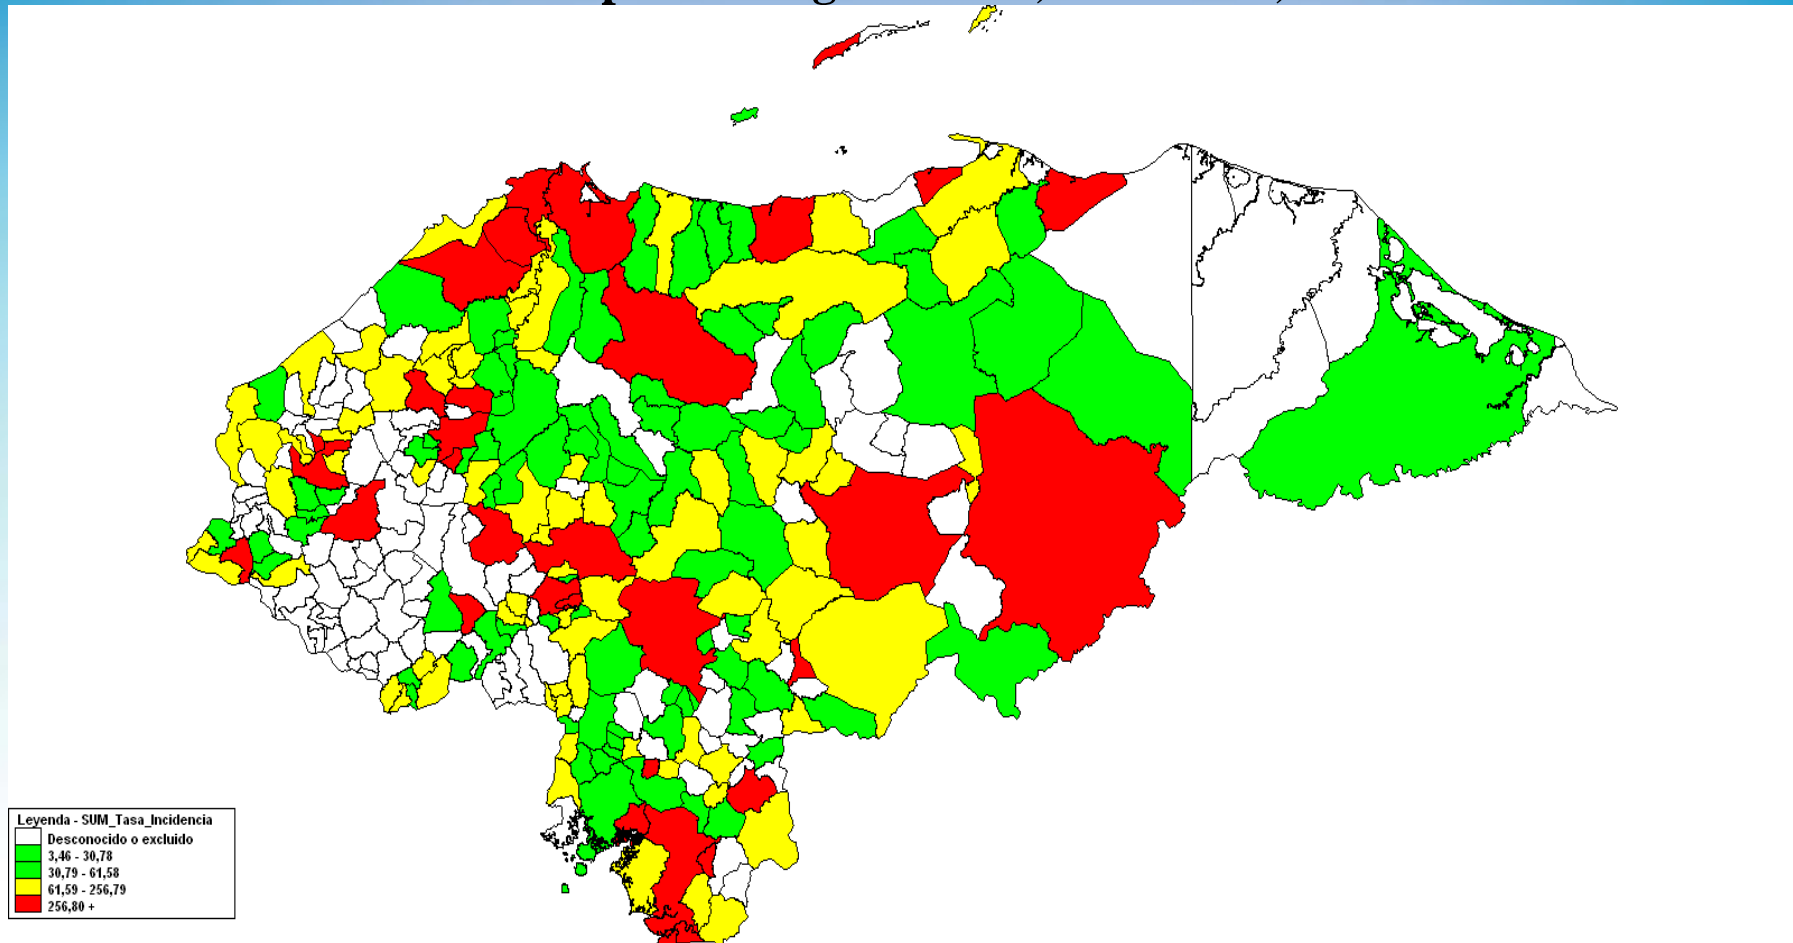 Leyenda - SUM_Tasa_Incidencia
Desconocido o excluido
3,46 - 30,78
30,79 - 61,58
61,59 - 256,79
256,80 +